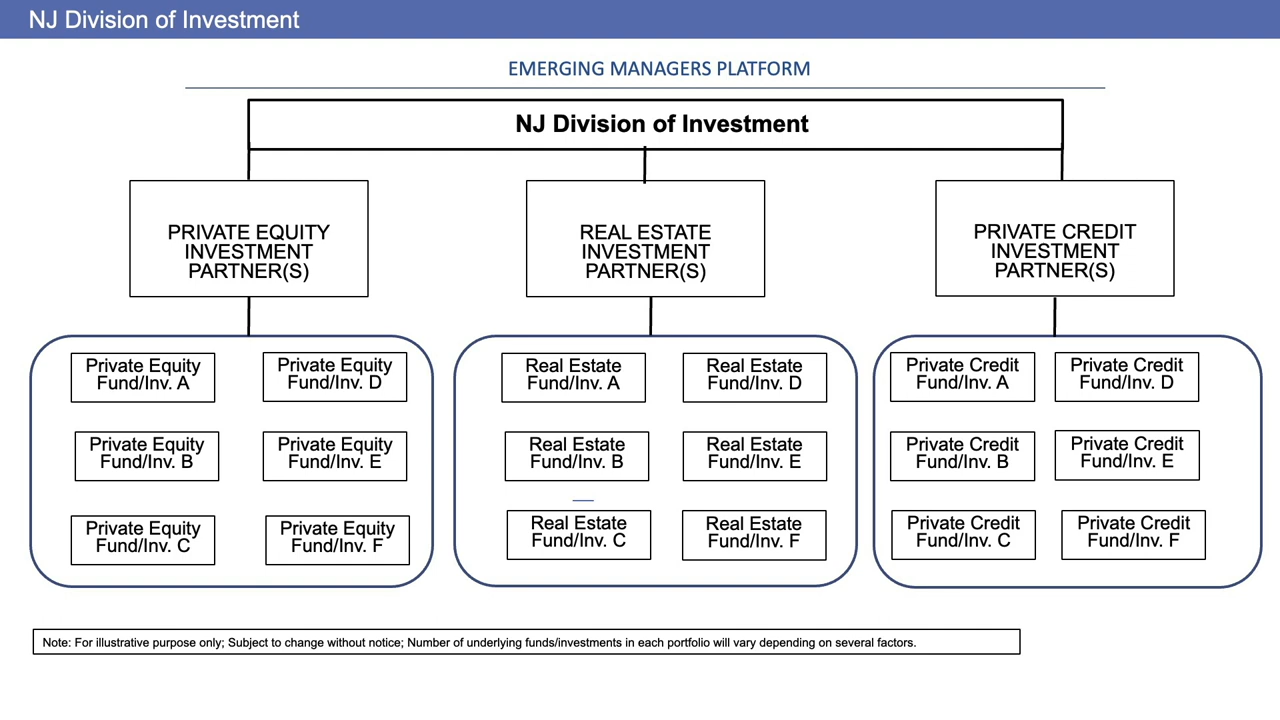 NJ Division of Investment
EMERGING MANAGERS PLATFORM
NJ Division of Investment
PRIVATE EQUITY
INVESTMENT
PARTNER(S)
REAL ESTATE
INVESTMENT
PARTNER(S)
PRIVATE CREDIT
INVESTMENT
PARTNER(S)
Private Equity
Fund/Inv. A
Private Equity
Fund/Inv. D
Private Equity
Fund/Inv. B
Private Equity
Fund/Inv. E
Private Equity
Fund/Inv. C
Private Equity
Fund/Inv. F
Real Estate
Fund/Inv. A
Real Estate
Fund/Inv. D
Real Estate
Fund/Inv. B
Real Estate
Fund/Inv. E
Real Estate
Fund/Inv. C
Real Estate
Fund/Inv. F
Private Credit
Fund/Inv. A
Private Credit
Fund/Inv. D
Private Credit
Fund/Inv. B
Private Credit
Fund/Inv. E
Private Credit
Fund/Inv. C
Private Credit
Fund/Inv. F
Note: For illustrative purpose only; Subject to change without notice; Number of underlying funds/investments in each portfolio will vary depending on several factors.